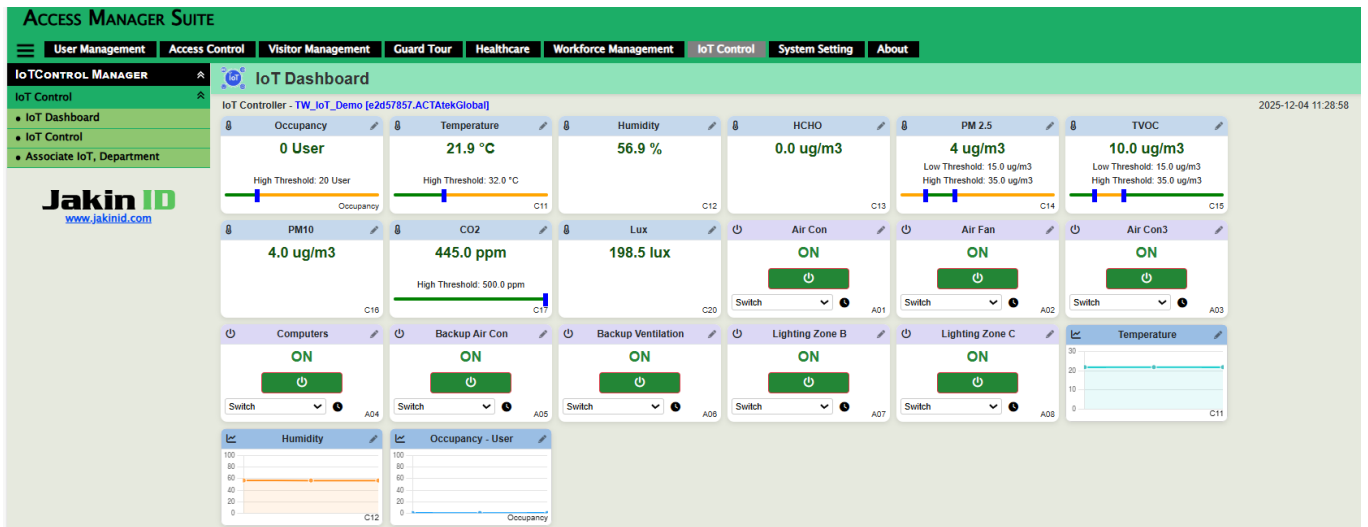 ACCESS MANAGER SUITE
User Management Access Control Visitor Management Guard Tour Healthcare Workforce Management IoT Control System Setting About
IOTCONTROL MANAGER
IoT Control
IoT Dashboard
IoT Control
Associate IoT, Department
Jakin ID
www.jakinid.com
IoT
IoT Dashboard
IoT Controller - TW_IoT_Demo [e2d57857.ACTAtekGlobal]
2025-12-04 11:28:58
Occupancy
0 User
High Threshold: 20 User
Occupancy
Temperature
21.9 °C
High Threshold: 32.0 °C
C11
Humidity
56.9 %
C12
HCHO
0.0 ug/m3
C13
PM 2.5
4 ug/m3
Low Threshold: 15.0 ug/m3
High Threshold: 35.0 ug/m3
C14
TVOC
10.0 ug/m3
Low Threshold: 15.0 ug/m3
High Threshold: 35.0 ug/m3
C15
PM10
4.0 ug/m3
C16
CO2
445.0 ppm
High Threshold: 500.0 ppm
C17
Lux
198.5 lux
C20
Air Con
ON
Switch
A01
Air Fan
ON
Switch
A02
Air Con3
ON
Switch
A03
Computers
ON
Switch
A04
Backup Air Con
ON
Switch
A05
Backup Ventilation
ON
Switch
A06
Lighting Zone B
ON
Switch
A07
Lighting Zone C
ON
Switch
A08
Temperature
30
20
10
0
C11
Humidity
100
80
60
40
20
0
C12
Occupancy - User
100
80
60
40
20
0
Occupancy